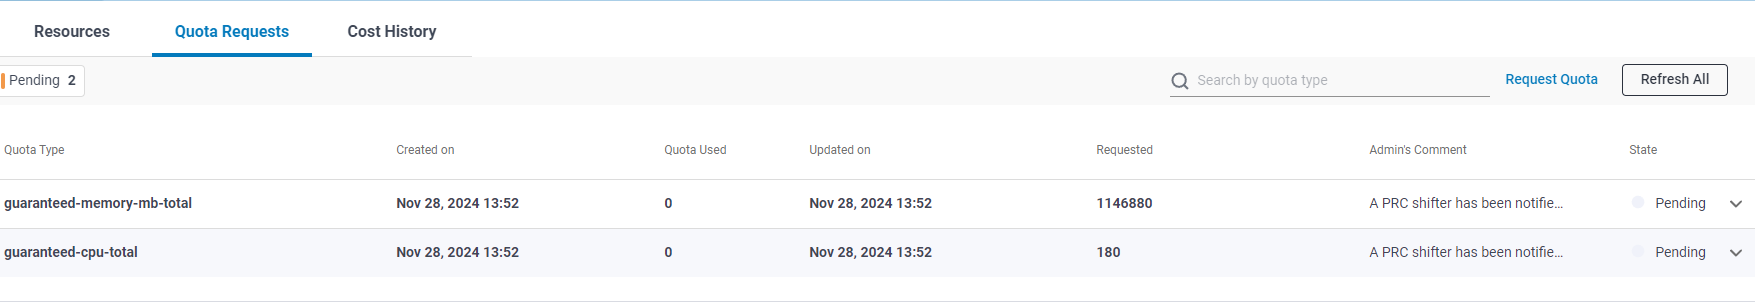 Resources Quota Requests Cost History
Pending 2 Search by quota type Request Quota Refresh All
Quota Type Created on Quota Used Updated on Requested Admin's Comment State
guaranteed-memory-mb-total Nov 28, 2024 13:52 0 Nov 28, 2024 13:52 1146880 A PRC shifter has been notifie... Pending
guaranteed-cpu-total Nov 28, 2024 13:52 0 Nov 28, 2024 13:52 180 A PRC shifter has been notifie... Pending